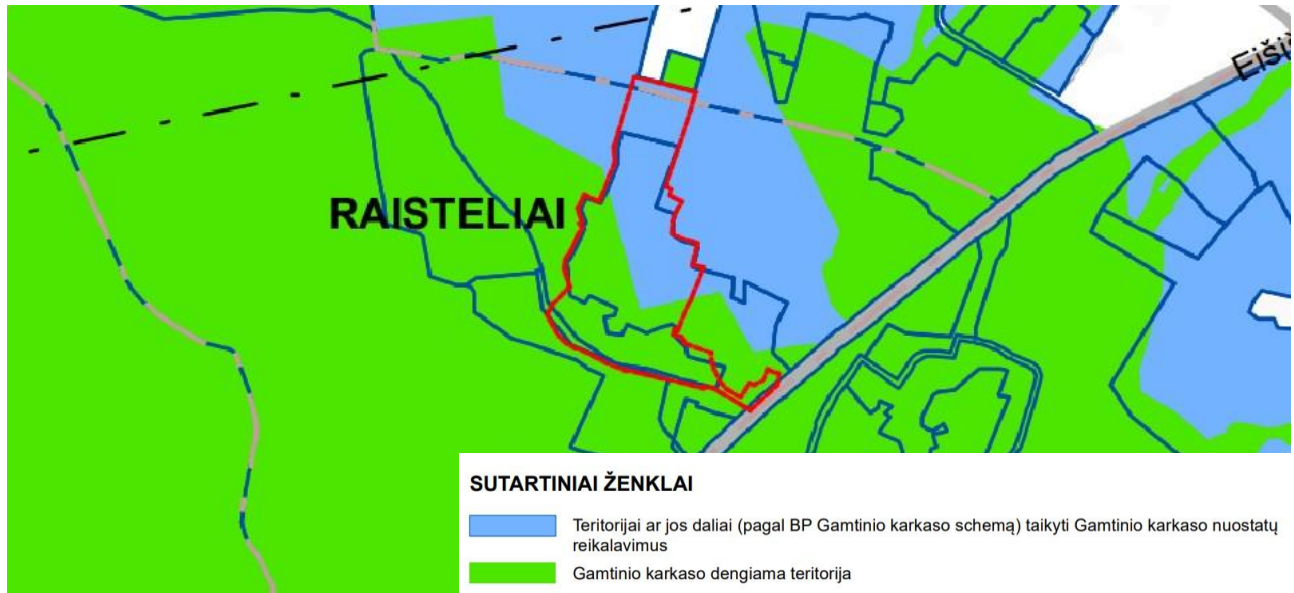 Eišiš
RAISTELIAI
SUTARTINIAI ŽENKLAI
Teritorijai ar jos daliai (pagal BP Gamtinio karkaso schemą) taikyti Gamtinio karkaso nuostatų
reikalavimus
Gamtinio karkaso dengiama teritorija